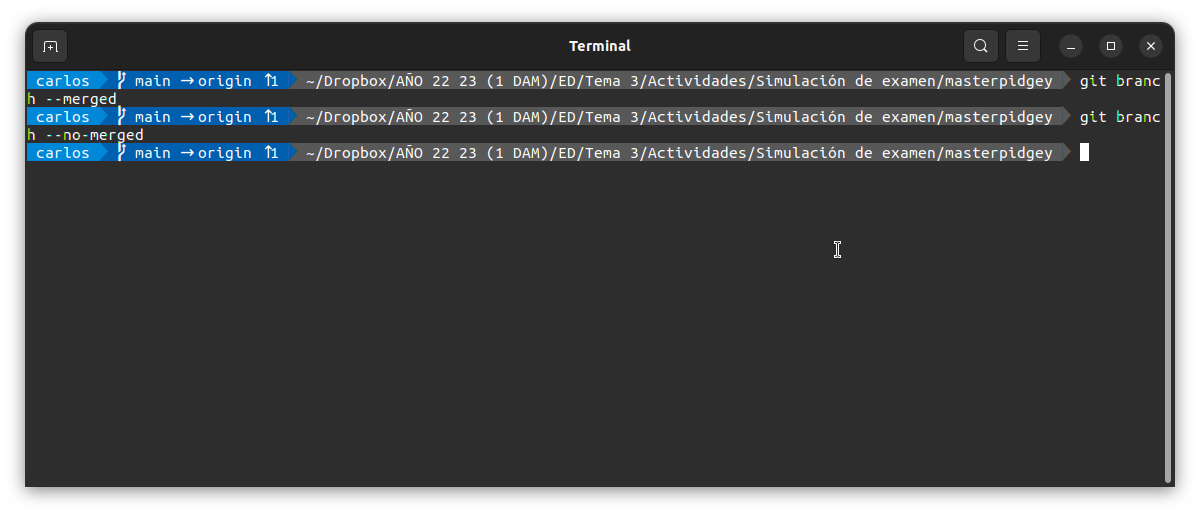 Terminal
carlos main →origin ↑1 ~/Dropbox/AÑO 22 23 (1 DAM)/ED/Tema 3/Actividades/Simulación de examen/masterpidgey git branc
h --merged
carlos main →origin ↑1 ~/Dropbox/AÑO 22 23 (1 DAM)/ED/Tema 3/Actividades/Simulación de examen/masterpidgey git branc
h --no-merged
carlos main →origin ↑1 ~/Dropbox/AÑO 22 23 (1 DAM)/ED/Tema 3/Actividades/Simulación de examen/masterpidgey